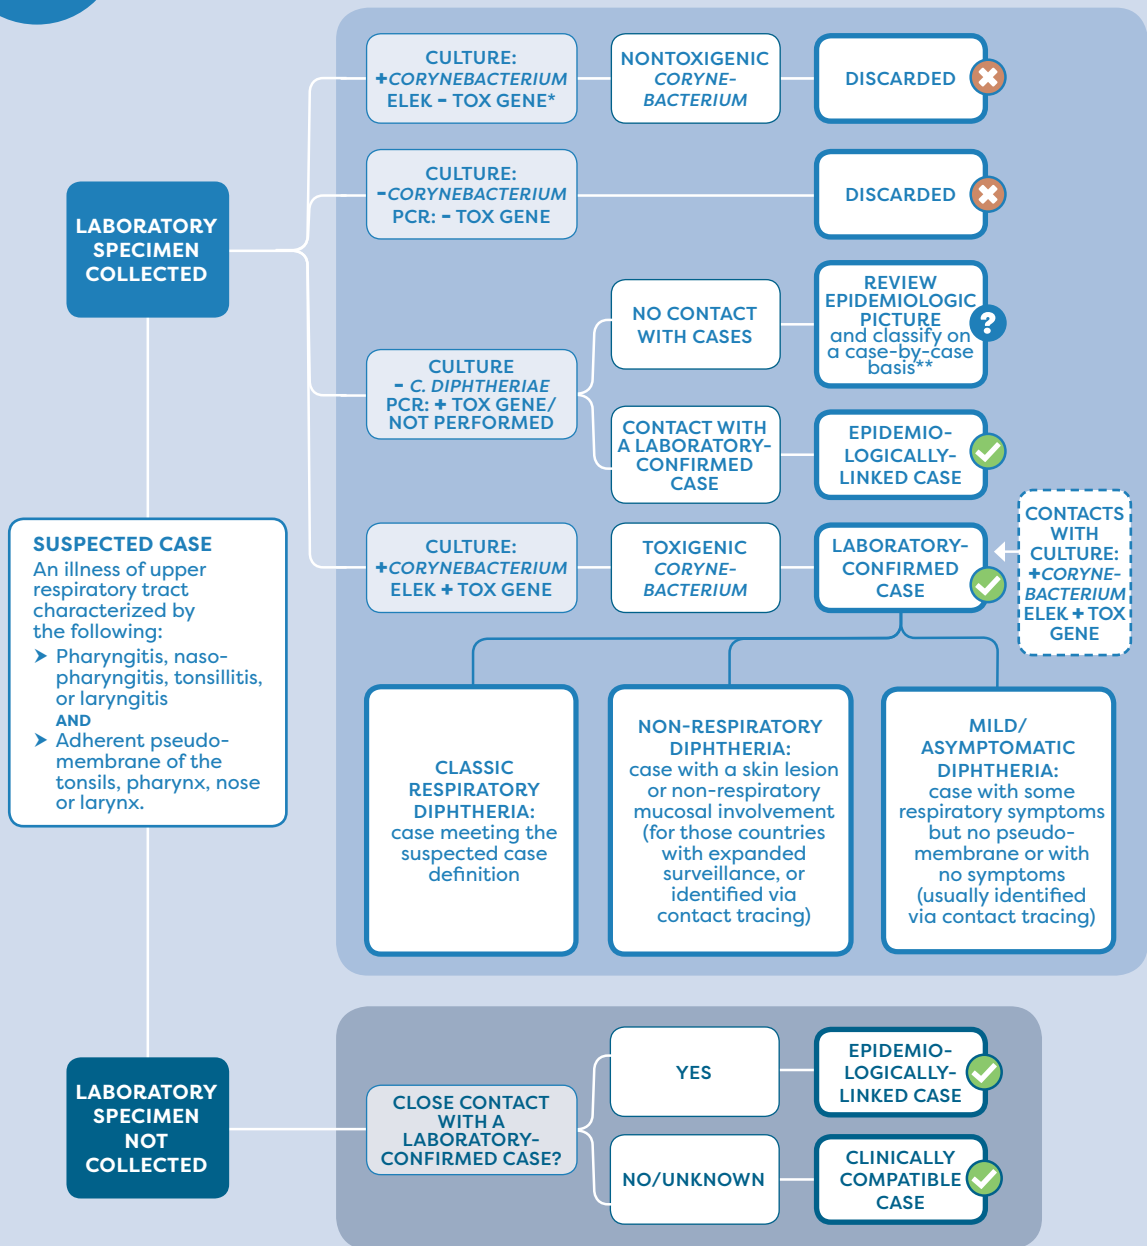 CULTURE:
+CORYNEBACTERIUM
ELEK - TOX GENE*
NONTOXIGENIC
CORYNE-
BACTERIUM
DISCARDED
CULTURE:
-CORYNEBACTERIUM
PCR: - TOX GENE
DISCARDED
LABORATORY
SPECIMEN
COLLECTED
NO CONTACT
WITH CASES
REVIEW
EPIDEMIOLOGIC
PICTURE
and classify on
a case-by-case
basis**
?
CULTURE
- C. DIPHTHERIAE
PCR: + TOX GENE/
NOT PERFORMED
CONTACT WITH
A LABORATORY-
CONFIRMED
CASE
EPIDEMIO-
LOGICALLY-
LINKED CASE
CULTURE:
+CORYNEBACTERIUM
ELEK + TOX GENE
TOXIGENIC
CORYNE-
BACTERIUM
LABORATORY-
CONFIRMED
CASE
CONTACTS
WITH
CULTURE:
+CORYNE-
BACTERIUM
ELEK + TOX
GENE
SUSPECTED CASE
An illness of upper
respiratory tract
characterized by
the following:
➤ Pharyngitis, naso-
pharyngitis, tonsillitis,
or laryngitis
AND
➤ Adherent pseudo-
membrane of the
tonsils, pharynx, nose
or larynx.
CLASSIC
RESPIRATORY
DIPHTHERIA:
case meeting the
suspected case
definition
NON-RESPIRATORY
DIPHTHERIA:
case with a skin lesion
or non-respiratory
mucosal involvement
(for those countries
with expanded
surveillance, or
identified via
contact tracing)
MILD/
ASYMPTOMATIC
DIPHTHERIA:
case with some
respiratory symptoms
but no pseudo-
membrane or with
no symptoms
(usually identified
via contact tracing)
LABORATORY
SPECIMEN
NOT
COLLECTED
CLOSE CONTACT
WITH A
LABORATORY-
CONFIRMED CASE?
YES
EPIDEMIO-
LOGICALLY-
LINKED CASE
NO/UNKNOWN
CLINICALLY
COMPATIBLE
CASE